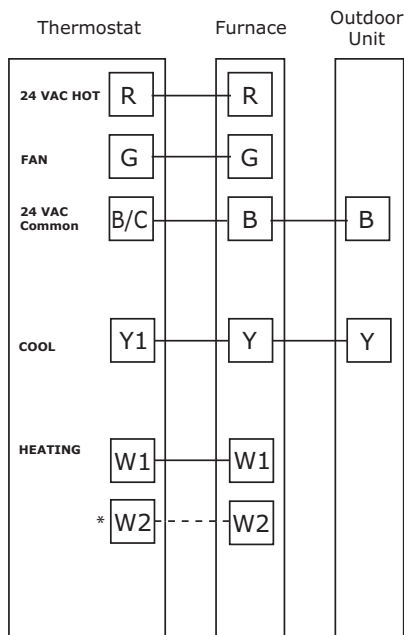 Thermostat Furnace Outdoor
Unit
24 VAC HOT R R
FAN G G
24 VAC
Common B/C B B
COOL Y1 Y Y
HEATING
W1 W1
* W2 W2